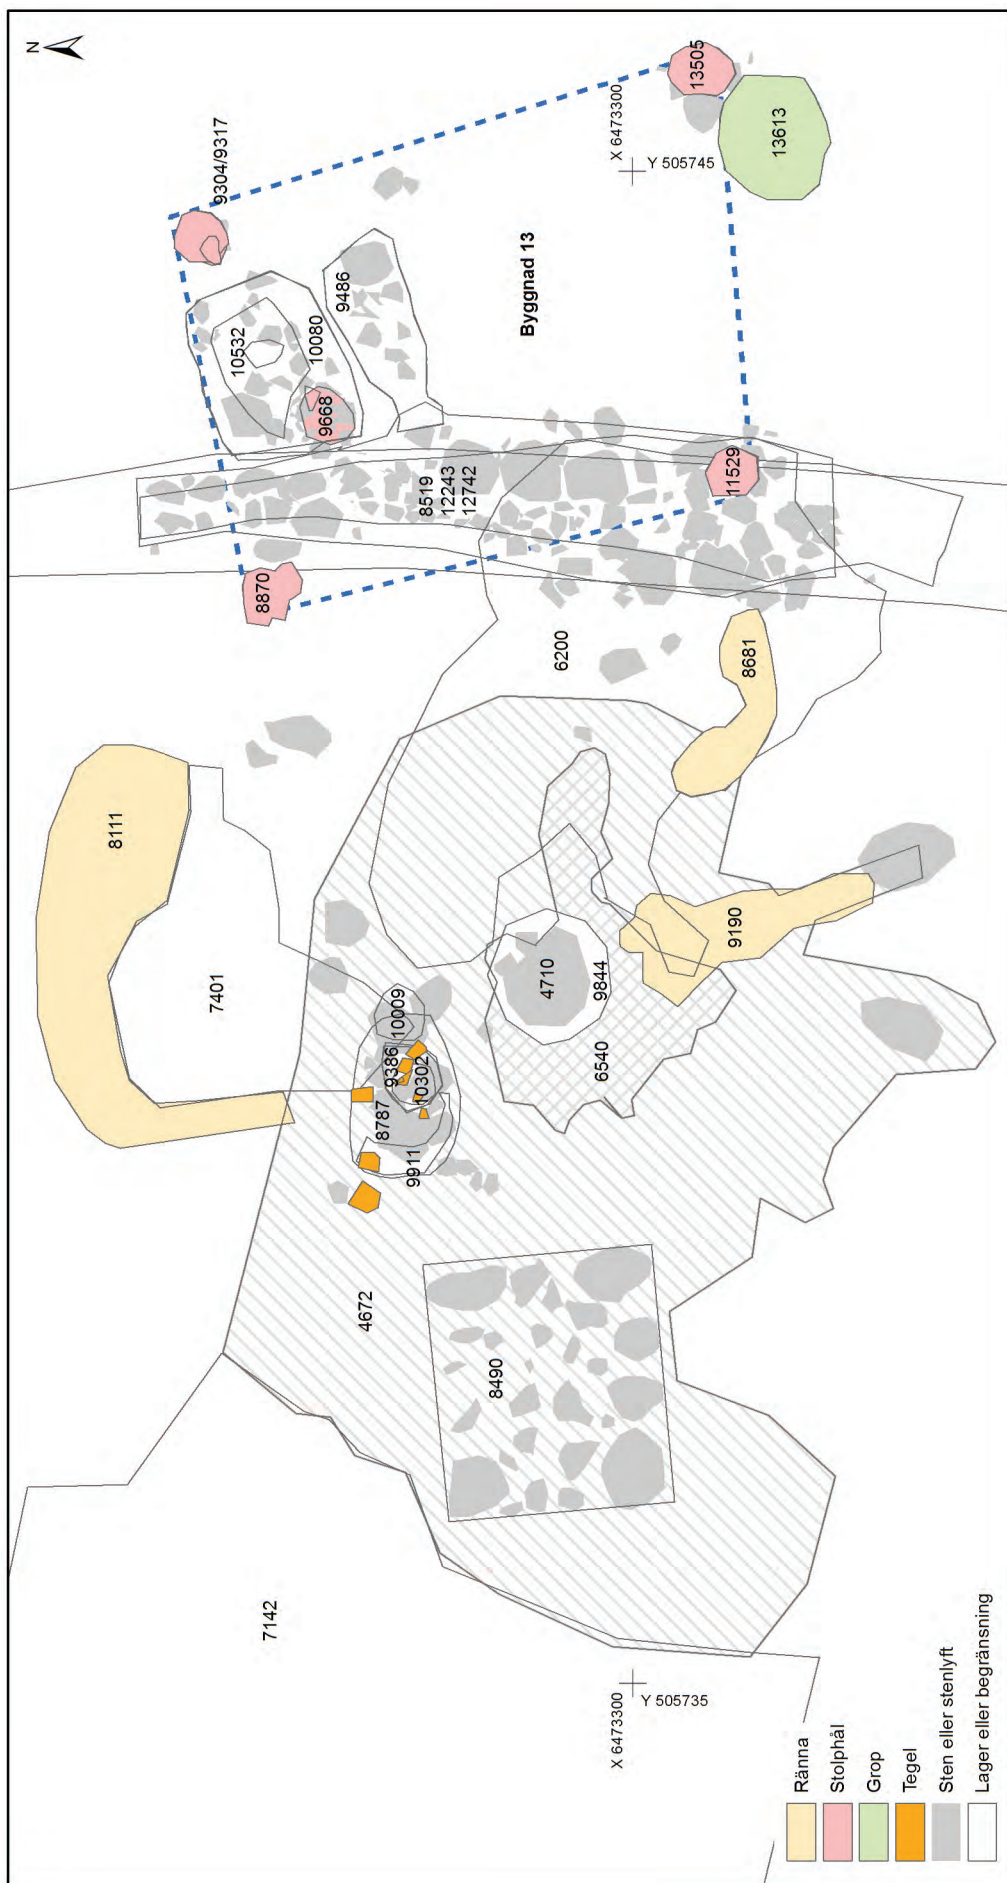 N
9304/9317
13505
X 6473300
Y 505745
13613
10532
10080
9486
Byggnad 13
9668
8519
12243
12742
11529
8870
6200
8681
8111
7401
10009
9386
10302
8787
9911
4710
9844
6540
9190
4672
8490
7142
X 6473300
Y 505735
Ränna
Stolphål
Grop
Tegel
Sten eller stenlyft
Lager eller begränsning